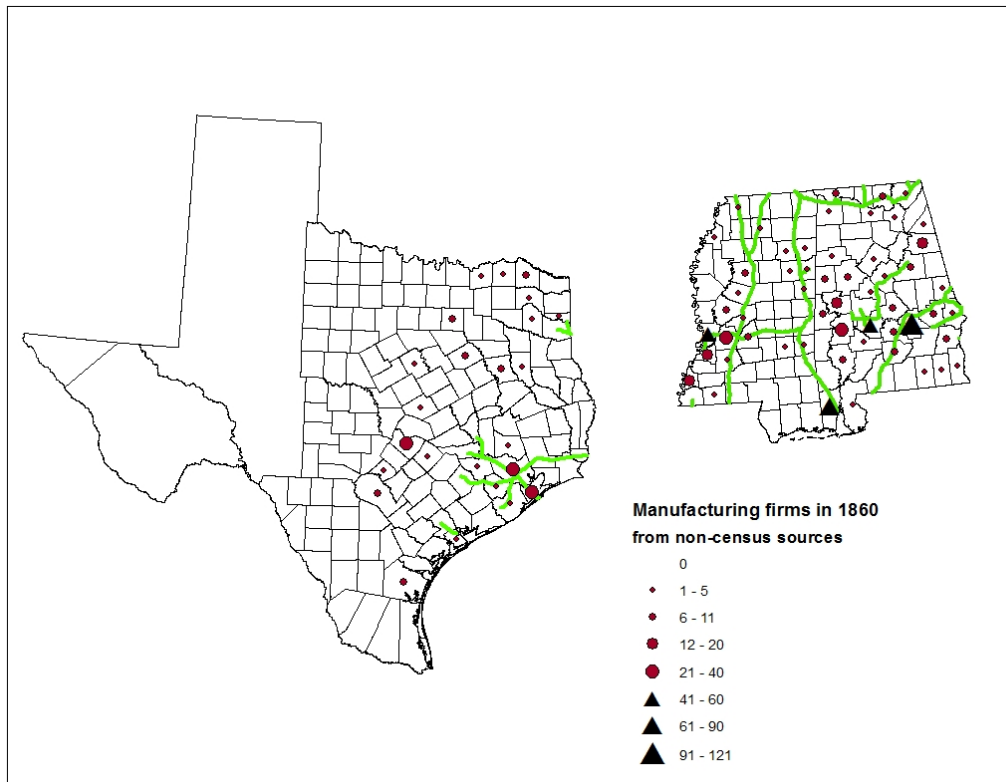 Manufacturing firms in 1860
from non-census sources
0
1 - 5
6 - 11
12 - 20
21 - 40
41 - 60
61 - 90
91 - 121